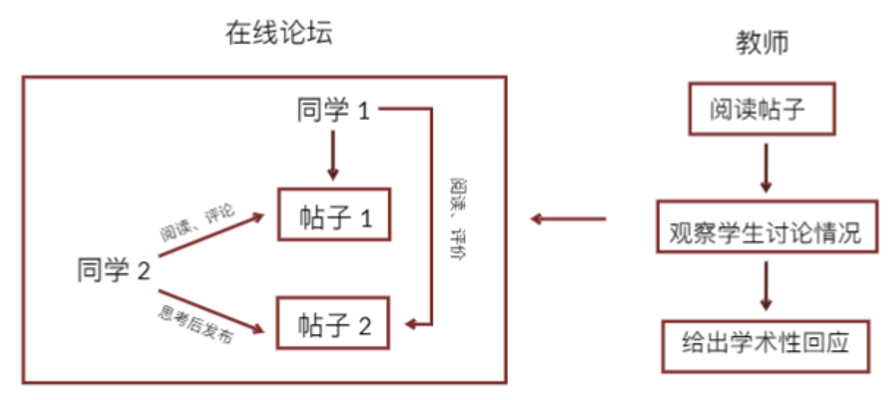 在线论坛
教师
同学 1
阅读帖子
阅读、评价
帖子 1
阅读、评论
观察学生讨论情况
同学 2
帖子 2
思考后发布
给出学术性回应